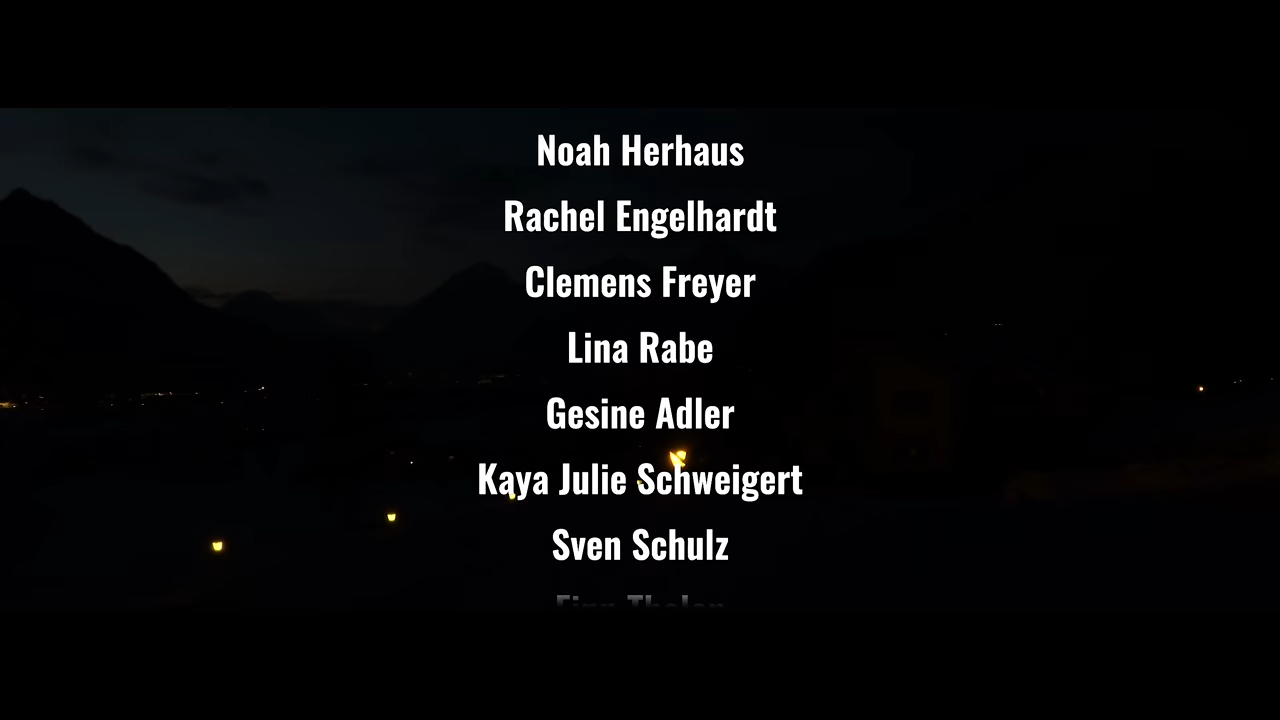 Noah Herhaus
Rachel Engelhardt
Clemens Freyer
Lina Rabe
Gesine Adler
Kaya Julie Schweigert
Sven Schulz